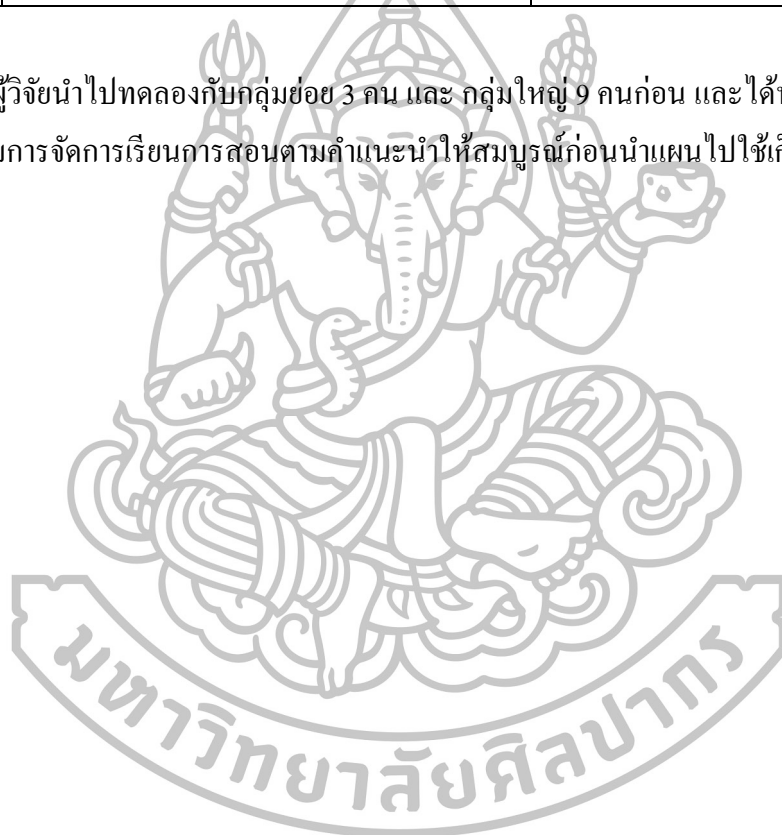 ผู้วิจัยนำไปทดลองกับกลุ่มย่อย 3 คน และ กลุ่มใหญ่ 9 คนก่อน และได้
การจัดการเรียนการสอนตามคำแนะนำให้สมบูรณ์ก่อนนำแผนไปใช้
มหาวิทยาลัยศิลปากร